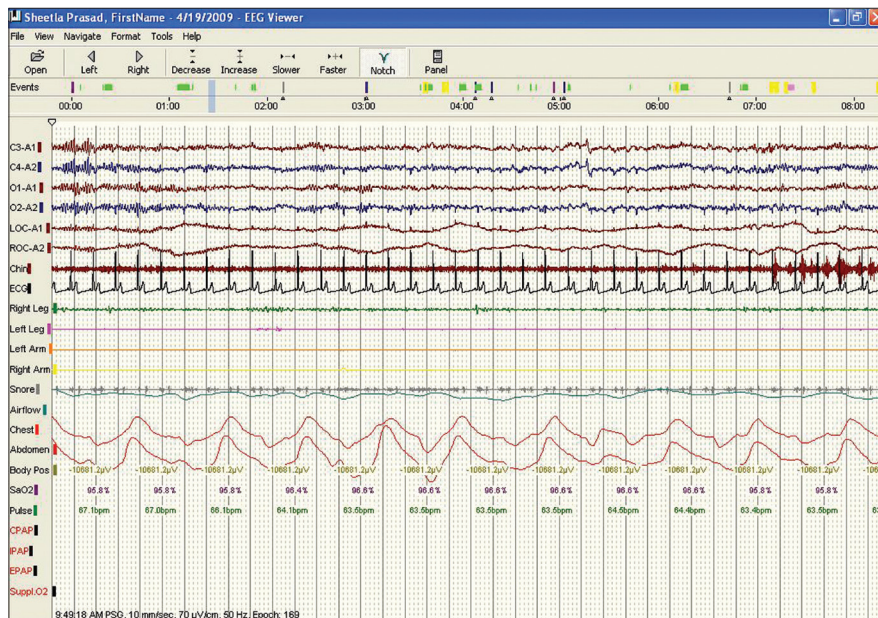 Sheetla Prasad, FirstName - 4/19/2009 - EEG Viewer
File View Navigate Format Tools Help
Open Left Right Decrease Increase Slower Faster Notch Panel
Events
00:00 01:00 02:00 03:00 04:00 05:00 06:00 07:00 08:00
C3-A1
C4-A2
O1-A1
O2-A2
LOC-A1
ROC-A2
Chin
ECG
Right Leg
Left Leg
Left Arm
Right Arm
Snore
Airflow
Chest
Abdomen
Body Pos -10681.2µV -10681.2µV -10681.2µV -10681.2µV -10681.2µV -10681.2µV -10681.2µV -10681.2µV -10681.2µV -10681.2µV -10681.2µV -10681.2µV
SaO2 95.8% 95.8% 95.8% 96.4% 96.6% 96.6% 96.6% 96.6% 96.6% 96.6% 95.8% 95.8%
Pulse 67.1bpm 67.0bpm 66.1bpm 64.1bpm 63.5bpm 63.5bpm 63.5bpm 63.5bpm 64.5bpm 64.4bpm 63.4bpm 63.5bpm
CPAP
IPAP
EPAP
Suppl.O2
9:49:18 AM PSG, 10 mm/sec, 70 µV/cm, 50 Hz, Epoch: 169